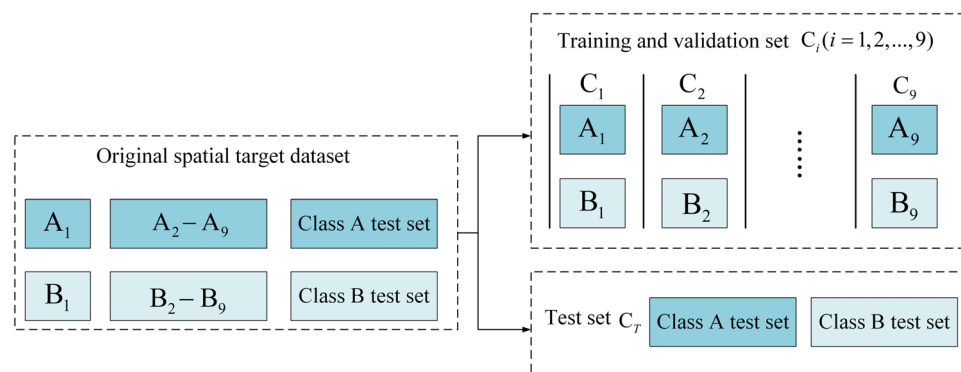 Original spatial target dataset
A₁
A₂ − A₉
Class A test set
B₁
B₂ − B₉
Class B test set
Training and validation set Cᵢ(i = 1,2,...,9)
C₁
C₂
C₉
A₁
A₂
A₉
B₁
B₂
B₉
Test set C_T
Class A test set
Class B test set